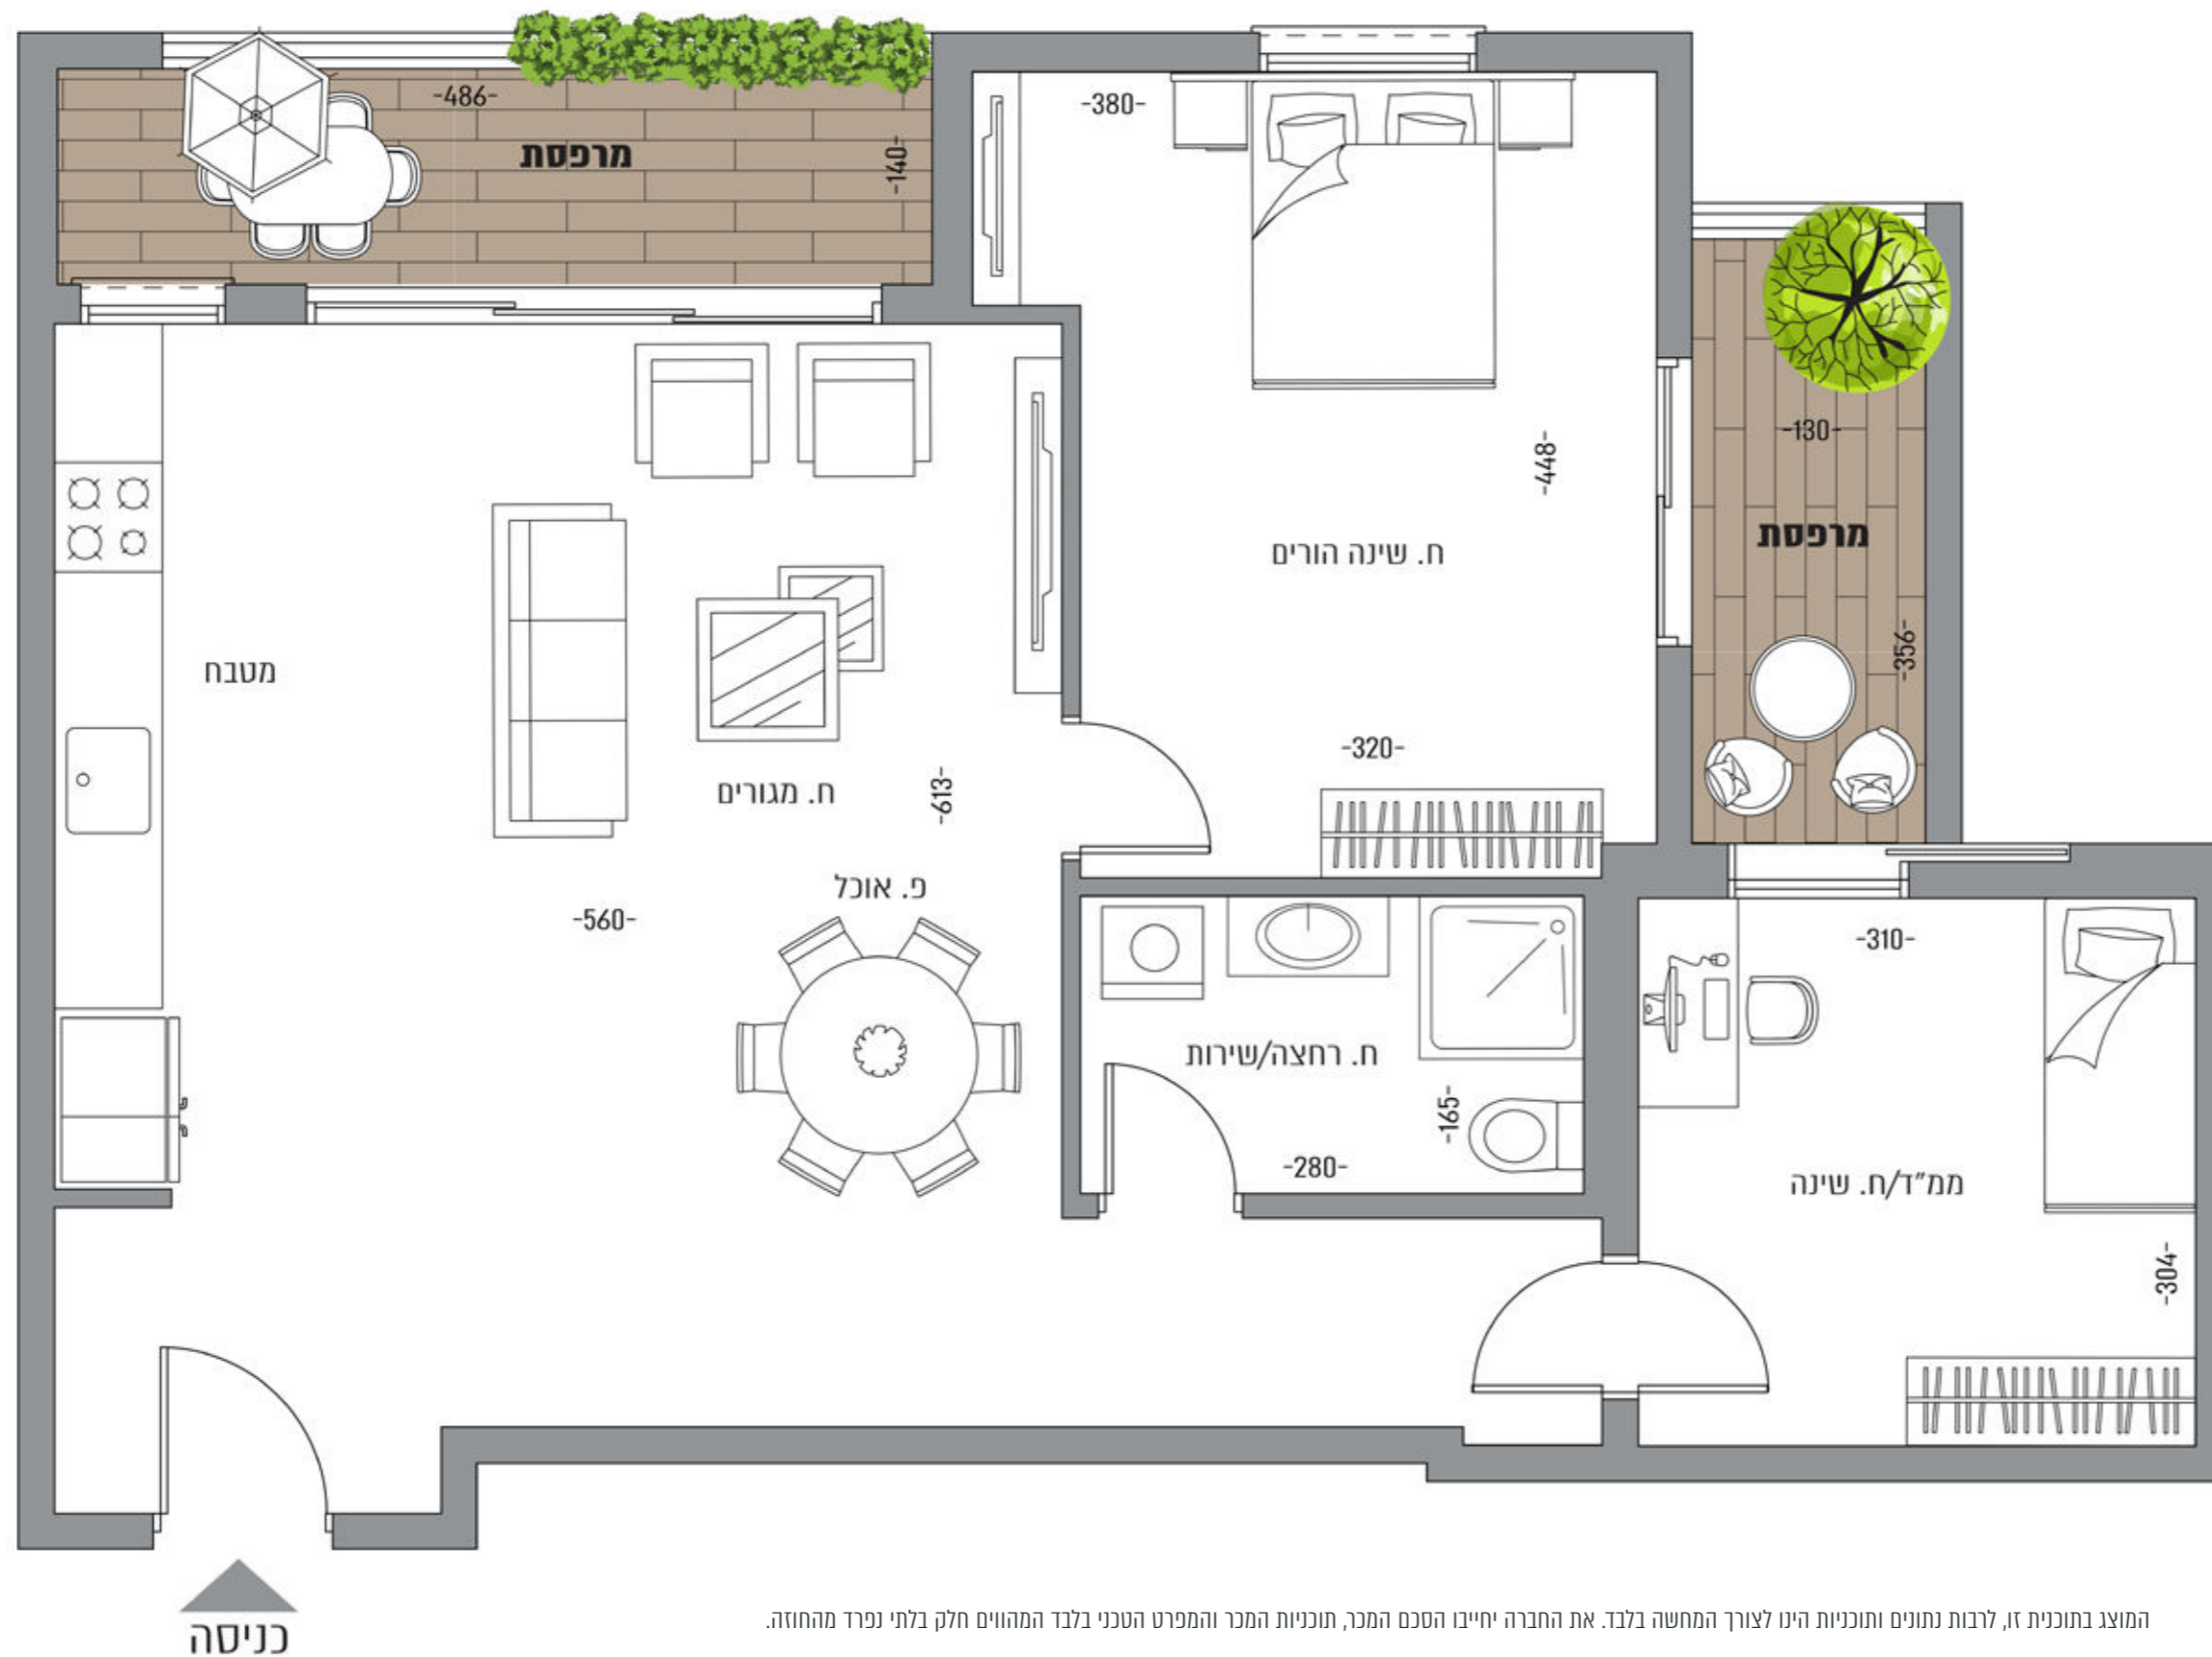 -486-
מרפסת
-140-
-380-
-448-
ח. שינה הורים
-320-
-130-
מרפסת
-356-
מטבח
ח. מגורים
-613-
פ. אוכל
-560-
ח. רחצה/שירות
-165-
-280-
-310-
ממ"ד/ח. שינה
-304-
כניסה
המוצג בתוכנית זו, לרבות נתונים ותוכניות הינו לצורך המחשה בלבד. את החברה יחייבו הסכם המכר, תוכניות המכר והמפרט הטכני בלבד המהווים חלק בלתי נפרד מהחוזה.